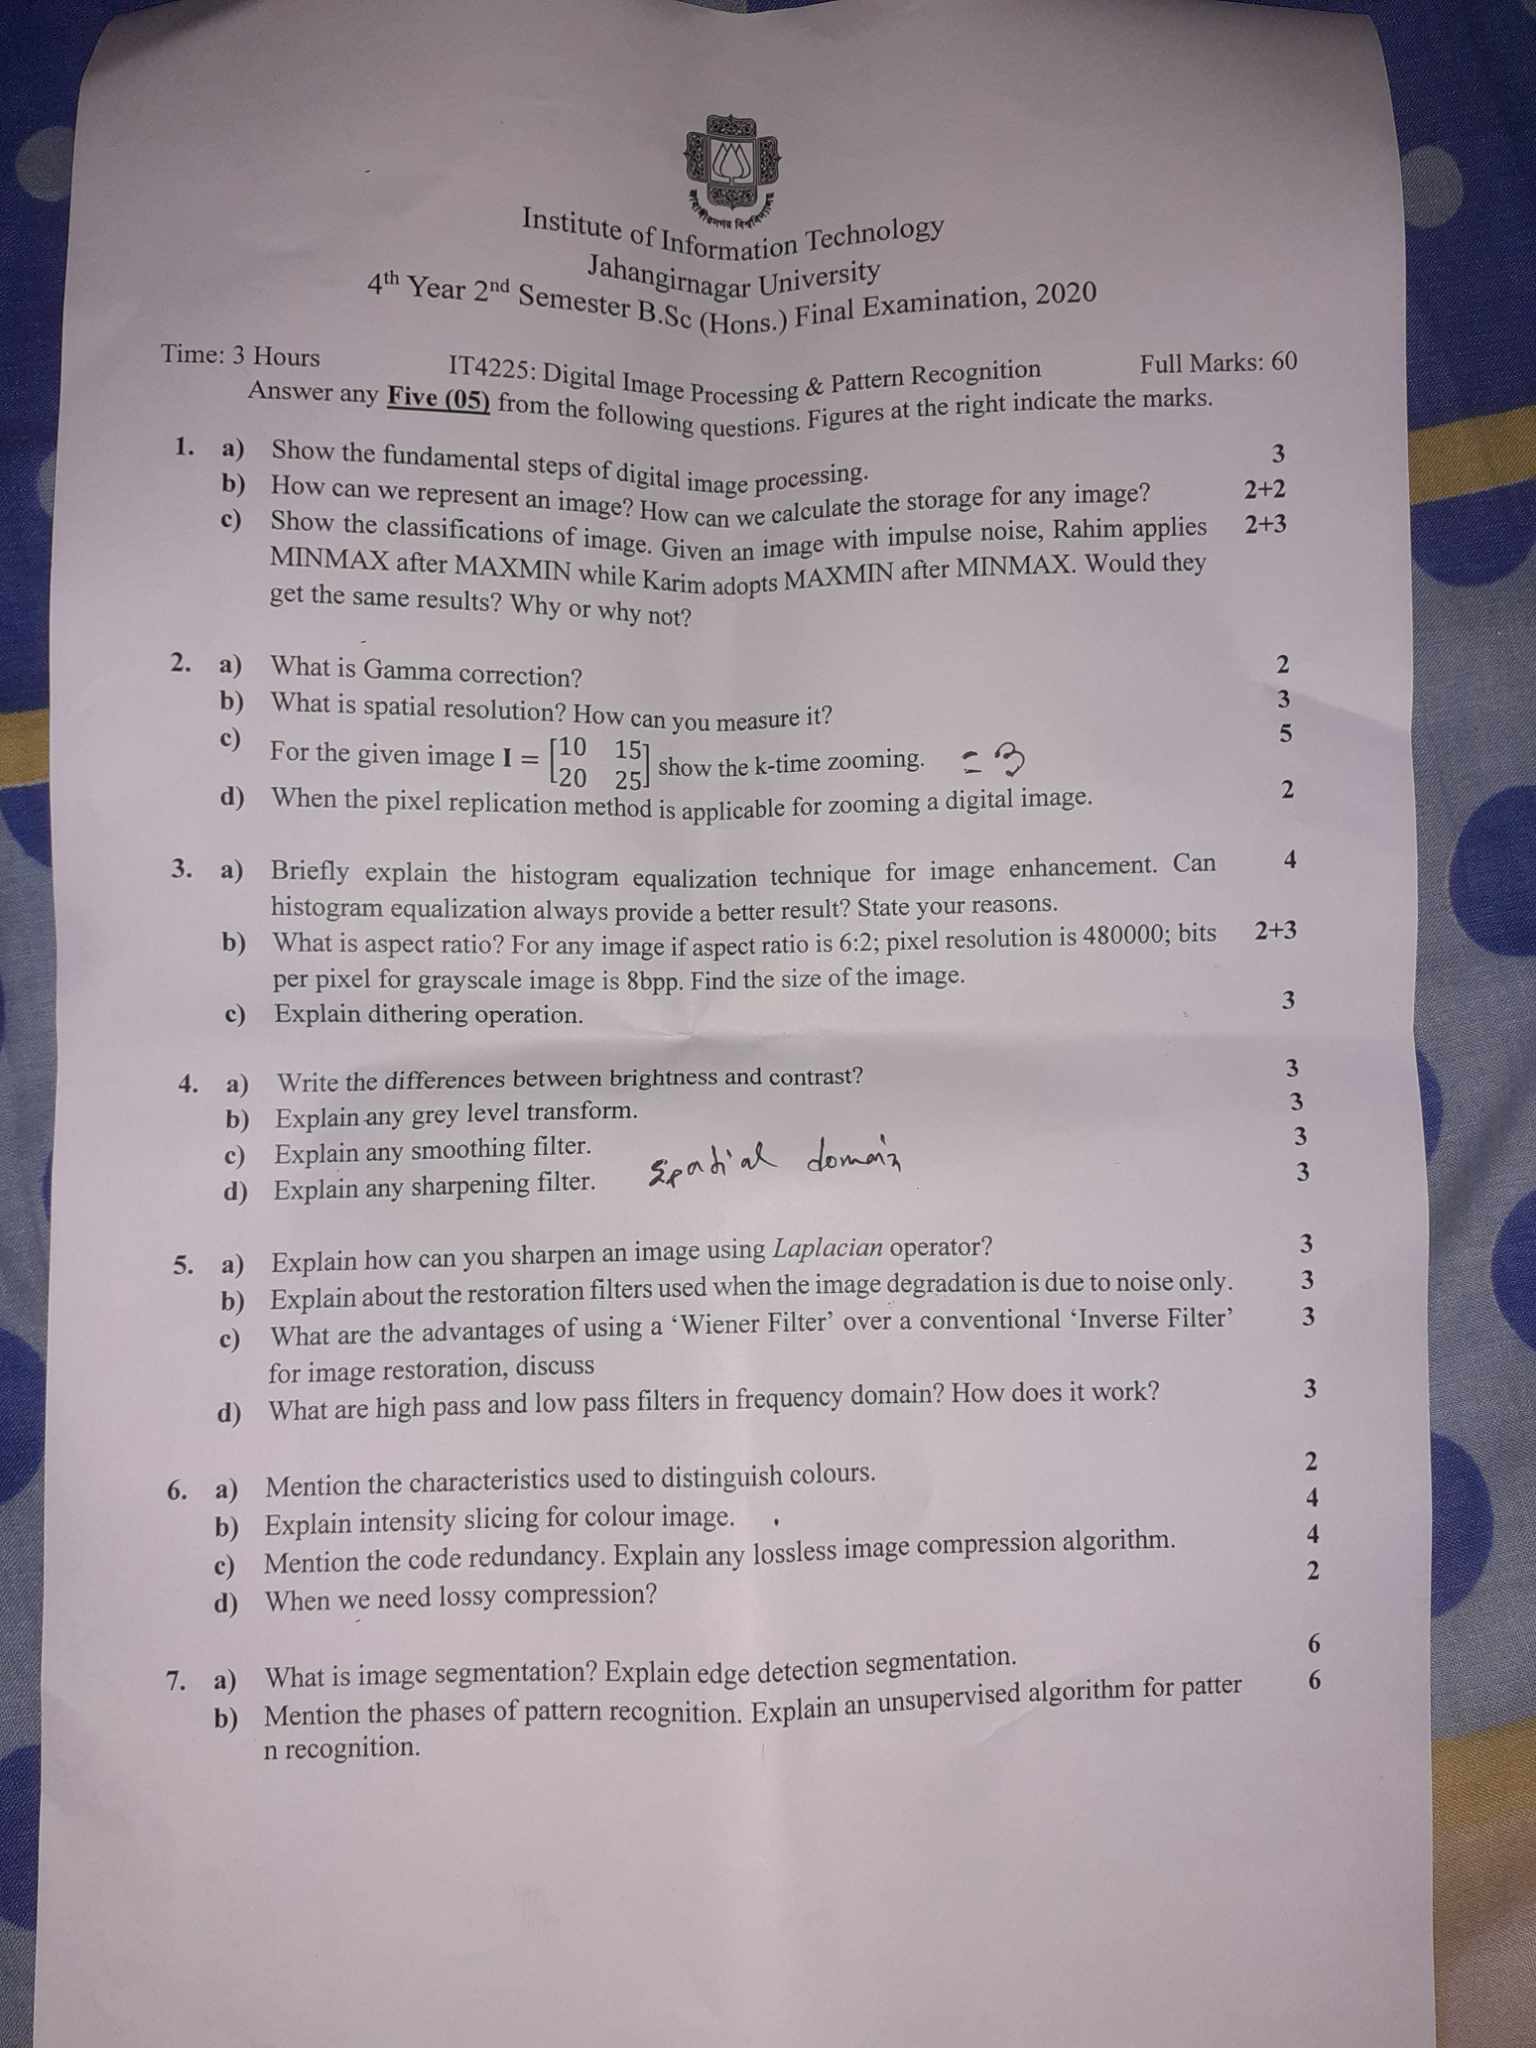 জাহাঙ্গীরনগর বিশ্ববিদ্যালয়
Institute of Information Technology
Jahangirnagar University
4th Year 2nd Semester B.Sc (Hons.) Final Examination, 2020
Time: 3 Hours IT4225: Digital Image Processing & Pattern Recognition Full Marks: 60
Answer any Five (05) from the following questions. Figures at the right indicate the marks.
1. a) Show the fundamental steps of digital image processing. 3
b) How can we represent an image? How can we calculate the storage for any image? 2+2
c) Show the classifications of image. Given an image with impulse noise, Rahim applies 2+3
MINMAX after MAXMIN while Karim adopts MAXMIN after MINMAX. Would they
get the same results? Why or why not?
2. a) What is Gamma correction? 2
b) What is spatial resolution? How can you measure it? 3
c) For the given image I = [10 15; 20 25] show the k-time zooming. = 3 5
d) When the pixel replication method is applicable for zooming a digital image. 2
3. a) Briefly explain the histogram equalization technique for image enhancement. Can 4
histogram equalization always provide a better result? State your reasons.
b) What is aspect ratio? For any image if aspect ratio is 6:2; pixel resolution is 480000; bits 2+3
per pixel for grayscale image is 8bpp. Find the size of the image.
c) Explain dithering operation. 3
4. a) Write the differences between brightness and contrast? 3
b) Explain any grey level transform. 3
c) Explain any smoothing filter. 3
d) Explain any sharpening filter. spatial domain 3
5. a) Explain how can you sharpen an image using Laplacian operator? 3
b) Explain about the restoration filters used when the image degradation is due to noise only. 3
c) What are the advantages of using a ‘Wiener Filter’ over a conventional ‘Inverse Filter’ 3
for image restoration, discuss
d) What are high pass and low pass filters in frequency domain? How does it work? 3
6. a) Mention the characteristics used to distinguish colours. 2
b) Explain intensity slicing for colour image. 4
c) Mention the code redundancy. Explain any lossless image compression algorithm. 4
d) When we need lossy compression? 2
7. a) What is image segmentation? Explain edge detection segmentation. 6
b) Mention the phases of pattern recognition. Explain an unsupervised algorithm for patter 6
n recognition.